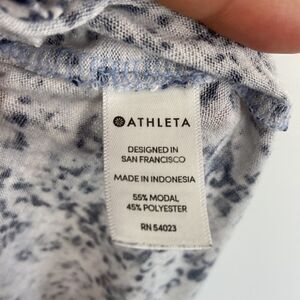 ATHLETA
DESIGNED IN
SAN FRANCISCO
MADE IN INDONESIA
55% MODAL
45% POLYESTER
RN 54023